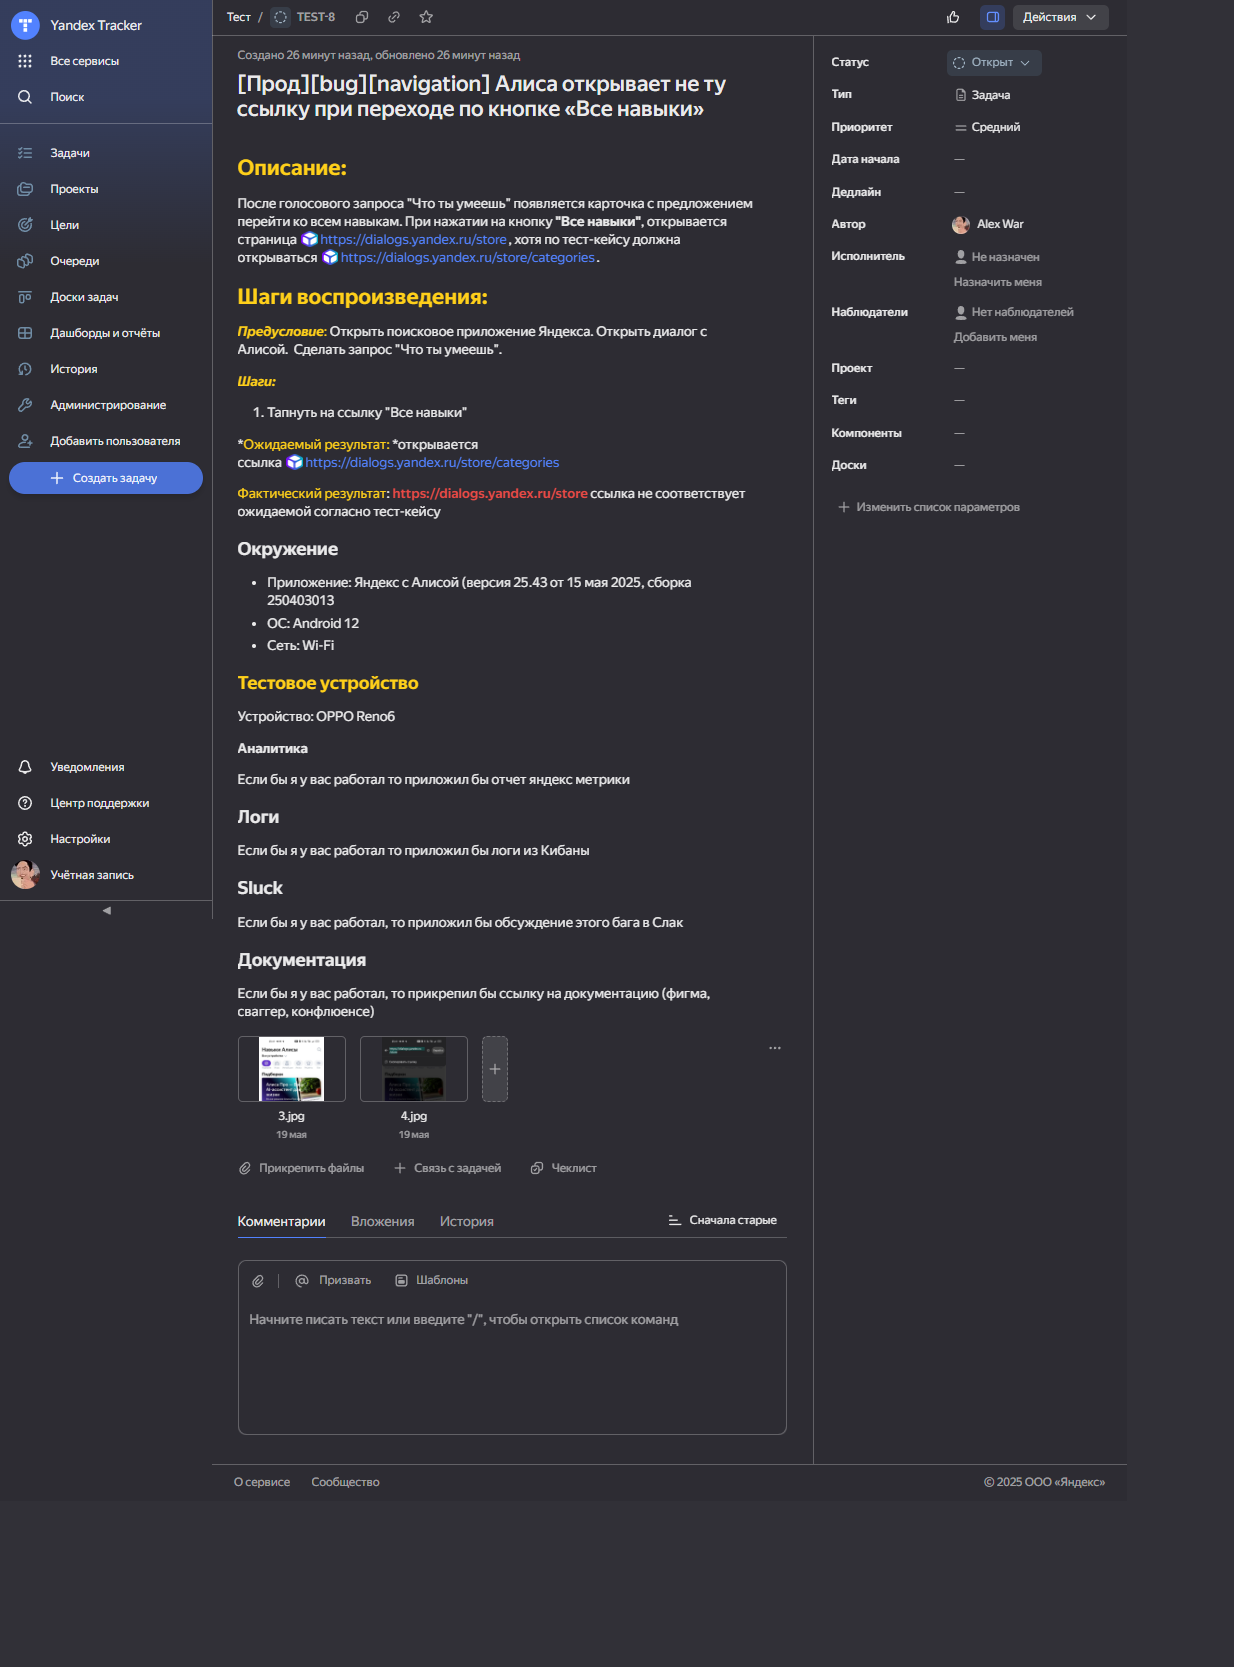 Yandex Tracker
Все сервисы
Поиск
Задачи
Проекты
Цели
Очереди
Доски задач
Дашборды и отчёты
История
Администрирование
Добавить пользователя
Создать задачу
Уведомления
Центр поддержки
Настройки
Учётная запись
Тест / TEST-8
Действия
Создано 26 минут назад, обновлено 26 минут назад
[Прод][bug][navigation] Алиса открывает не ту
ссылку при переходе по кнопке «Все навыки»
Описание:
После голосового запроса "Что ты умеешь" появляется карточка с предложением
перейти ко всем навыкам. При нажатии на кнопку "Все навыки", открывается
страница https://dialogs.yandex.ru/store, хотя по тест-кейсу должна
открываться https://dialogs.yandex.ru/store/categories.
Шаги воспроизведения:
Предусловие: Открыть поисковое приложение Яндекса. Открыть диалог с
Алисой. Сделать запрос "Что ты умеешь".
Шаги:
1. Тапнуть на ссылку "Все навыки"
*Ожидаемый результат: *открывается
ссылка https://dialogs.yandex.ru/store/categories
Фактический результат: https://dialogs.yandex.ru/store ссылка не соответствует
ожидаемой согласно тест-кейсу
Окружение
• Приложение: Яндекс с Алисой (версия 25.43 от 15 мая 2025, сборка
250403013
• ОС: Android 12
• Сеть: Wi-Fi
Тестовое устройство
Устройство: OPPO Reno6
Аналитика
Если бы я у вас работал то приложил бы отчет яндекс метрики
Логи
Если бы я у вас работал то приложил бы логи из Кибаны
Sluck
Если бы я у вас работал, то приложил бы обсуждение этого бага в Слак
Документация
Если бы я у вас работал, то прикрепил бы ссылку на документацию (фигма,
сваггер, конфлюенсе)
Навыки Алисы
Подборки
3.jpg
19 мая
4.jpg
19 мая
Прикрепить файлы
Связь с задачей
Чеклист
Комментарии
Вложения
История
Сначала старые
Призвать
Шаблоны
Начните писать текст или введите "/", чтобы открыть список команд
Статус
Открыт
Тип
Задача
Приоритет
Средний
Дата начала
—
Дедлайн
—
Автор
Alex War
Исполнитель
Не назначен
Назначить меня
Наблюдатели
Нет наблюдателей
Добавить меня
Проект
—
Теги
—
Компоненты
—
Доски
—
Изменить список параметров
О сервисе
Сообщество
© 2025 ООО «Яндекс»